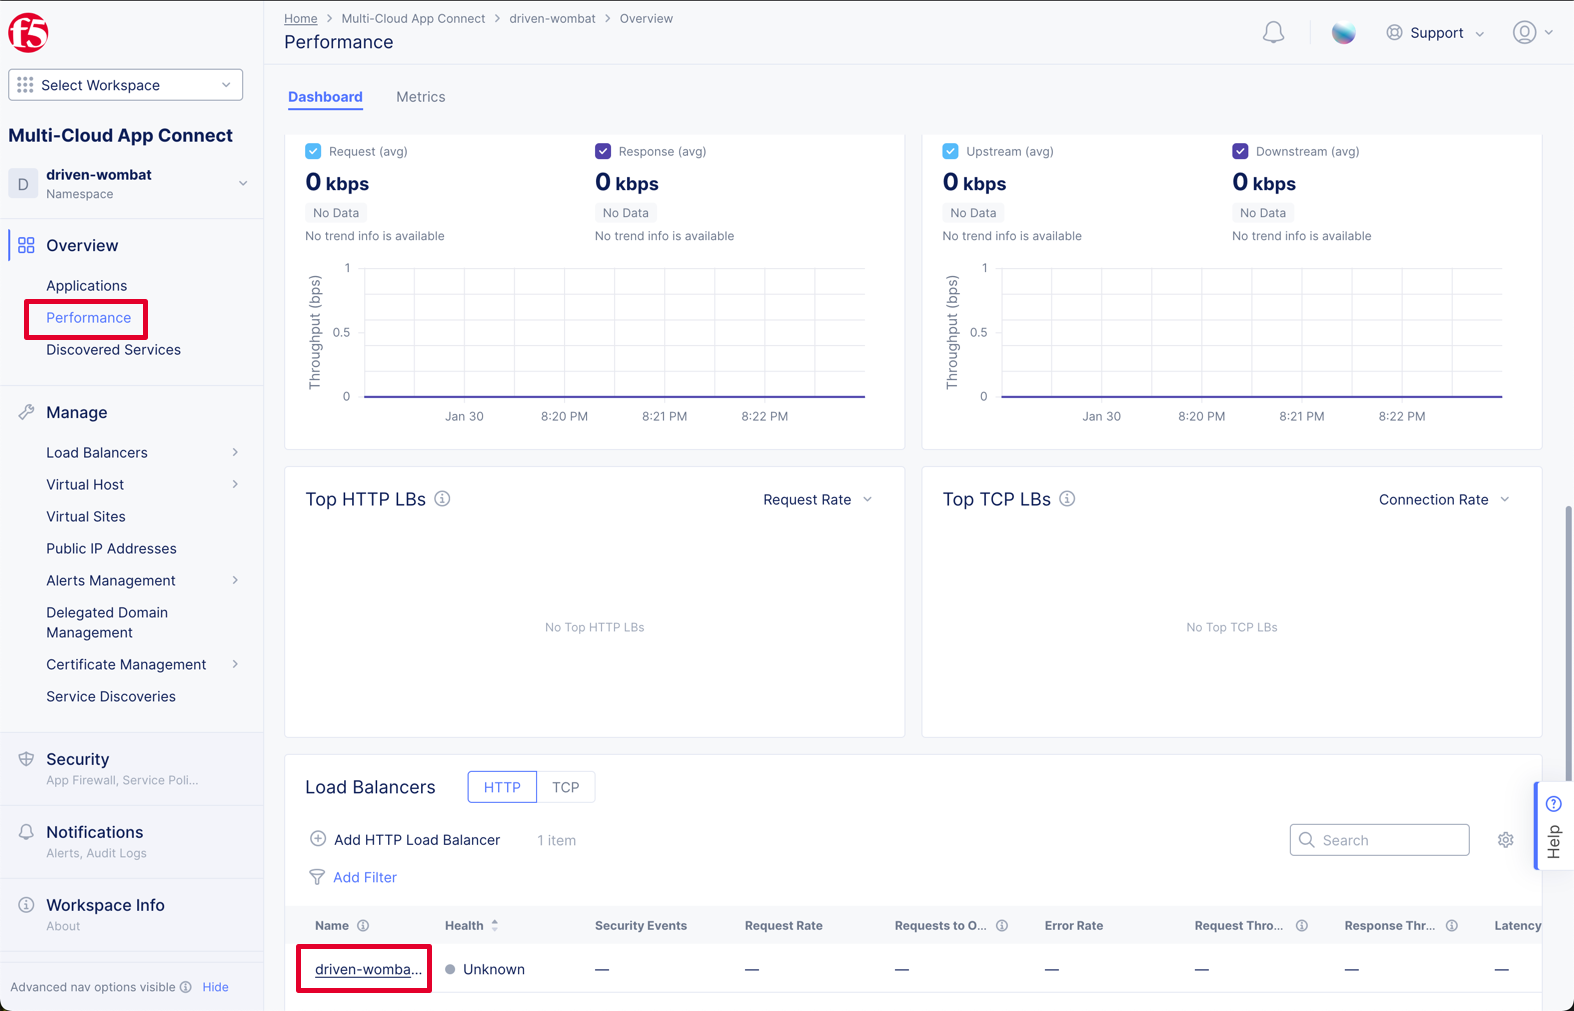 f5
Home > Multi-Cloud App Connect > driven-wombat > Overview
Performance
Support
Select Workspace
Multi-Cloud App Connect
D
driven-wombat
Namespace
Overview
Applications
Performance
Discovered Services
Manage
Load Balancers
Virtual Host
Virtual Sites
Public IP Addresses
Alerts Management
Delegated Domain
Management
Certificate Management
Service Discoveries
Security
App Firewall, Service Poli...
Notifications
Alerts, Audit Logs
Workspace Info
About
Advanced nav options visible Hide
Dashboard Metrics
Request (avg) Response (avg)
0 kbps 0 kbps
No Data No Data
No trend info is available No trend info is available
Throughput (bps)
1
0.5
0
Jan 30 8:20 PM 8:21 PM 8:22 PM
Upstream (avg) Downstream (avg)
0 kbps 0 kbps
No Data No Data
No trend info is available No trend info is available
Throughput (bps)
1
0.5
0
Jan 30 8:20 PM 8:21 PM 8:22 PM
Top HTTP LBs Request Rate
No Top HTTP LBs
Top TCP LBs Connection Rate
No Top TCP LBs
Load Balancers HTTP TCP
Add HTTP Load Balancer 1 item Search
Add Filter
Name Health Security Events Request Rate Requests to O... Error Rate Request Thro... Response Thr... Latency
driven-womba... Unknown — — — — — — —
Help